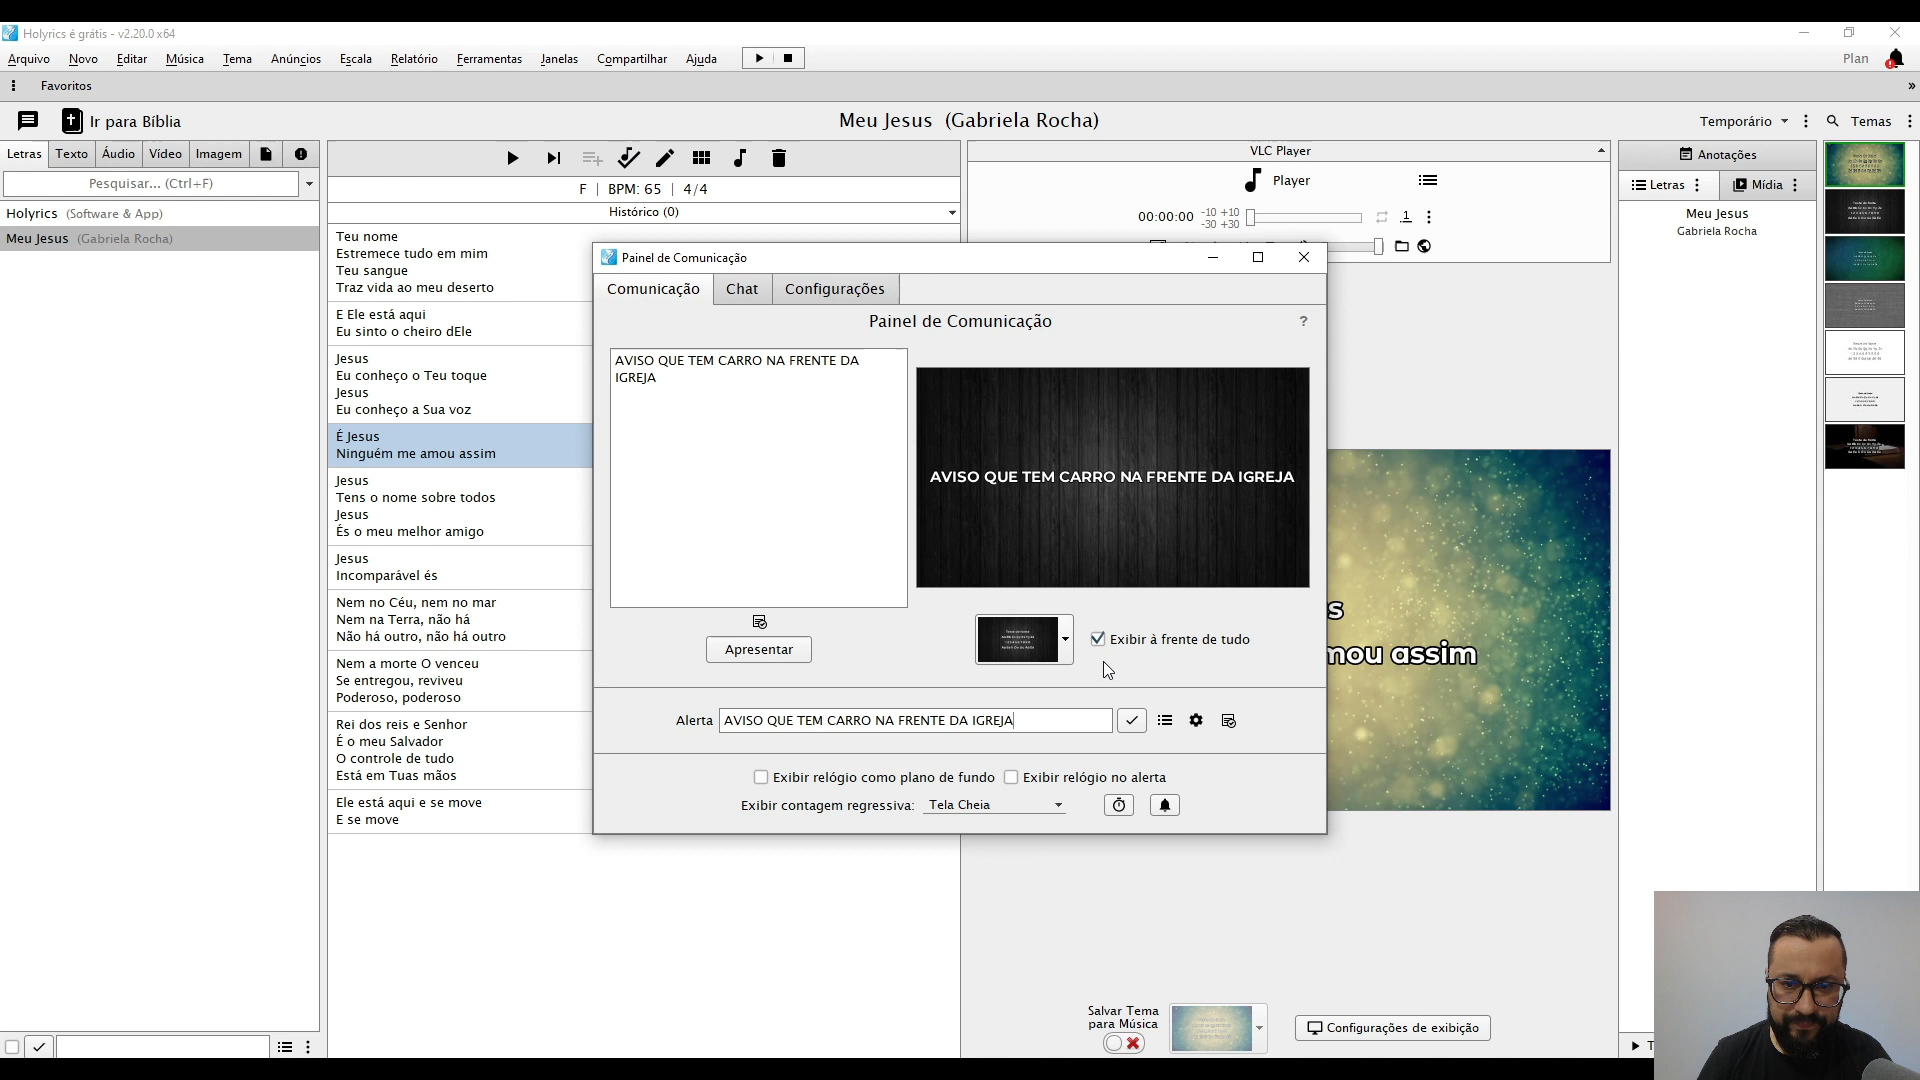 Holyrics é grátis - v2.20.0 x64
Arquivo Novo Editar Música Tema Anúncios Escala Relatório Ferramentas Janelas Compartilhar Ajuda
Plan
Favoritos
»
Ir para Bíblia
Meu Jesus (Gabriela Rocha)
Temporário
Temas
Letras Texto Áudio Vídeo Imagem
Pesquisar... (Ctrl+F)
Holyrics (Software & App)
Meu Jesus (Gabriela Rocha)
F | BPM: 65 | 4/4
Histórico (0)
Teu nome
Estremece tudo em mim
Teu sangue
Traz vida ao meu deserto
E Ele está aqui
Eu sinto o cheiro dEle
Jesus
Eu conheço o Teu toque
Jesus
Eu conheço a Sua voz
É Jesus
Ninguém me amou assim
Jesus
Tens o nome sobre todos
Jesus
És o meu melhor amigo
Jesus
Incomparável és
Nem no Céu, nem no mar
Nem na Terra, não há
Não há outro, não há outro
Nem a morte O venceu
Se entregou, reviveu
Poderoso, poderoso
Rei dos reis e Senhor
É o meu Salvador
O controle de tudo
Está em Tuas mãos
Ele está aqui e se move
E se move
VLC Player
Player
00:00:00
-10 +10
-30 +30
1
Painel de Comunicação
Comunicação Chat Configurações
Painel de Comunicação
?
AVISO QUE TEM CARRO NA FRENTE DA
IGREJA
AVISO QUE TEM CARRO NA FRENTE DA IGREJA
Apresentar
Exibir à frente de tudo
Alerta AVISO QUE TEM CARRO NA FRENTE DA IGREJA
Exibir relógio como plano de fundo Exibir relógio no alerta
Exibir contagem regressiva: Tela Cheia
s
mou assim
Salvar Tema
para Música
Configurações de exibição
Anotações
Letras Mídia
Meu Jesus
Gabriela Rocha
T